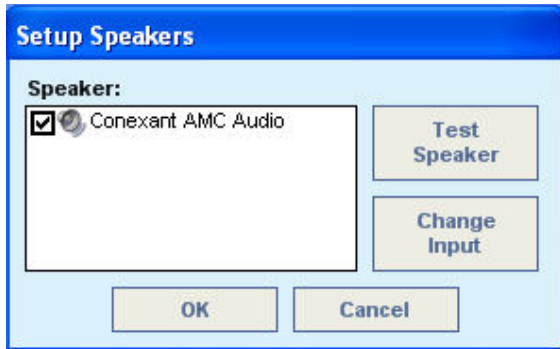 Setup Speakers
Speaker:
Conexant AMC Audio
Test
Speaker
Change
Input
OK
Cancel